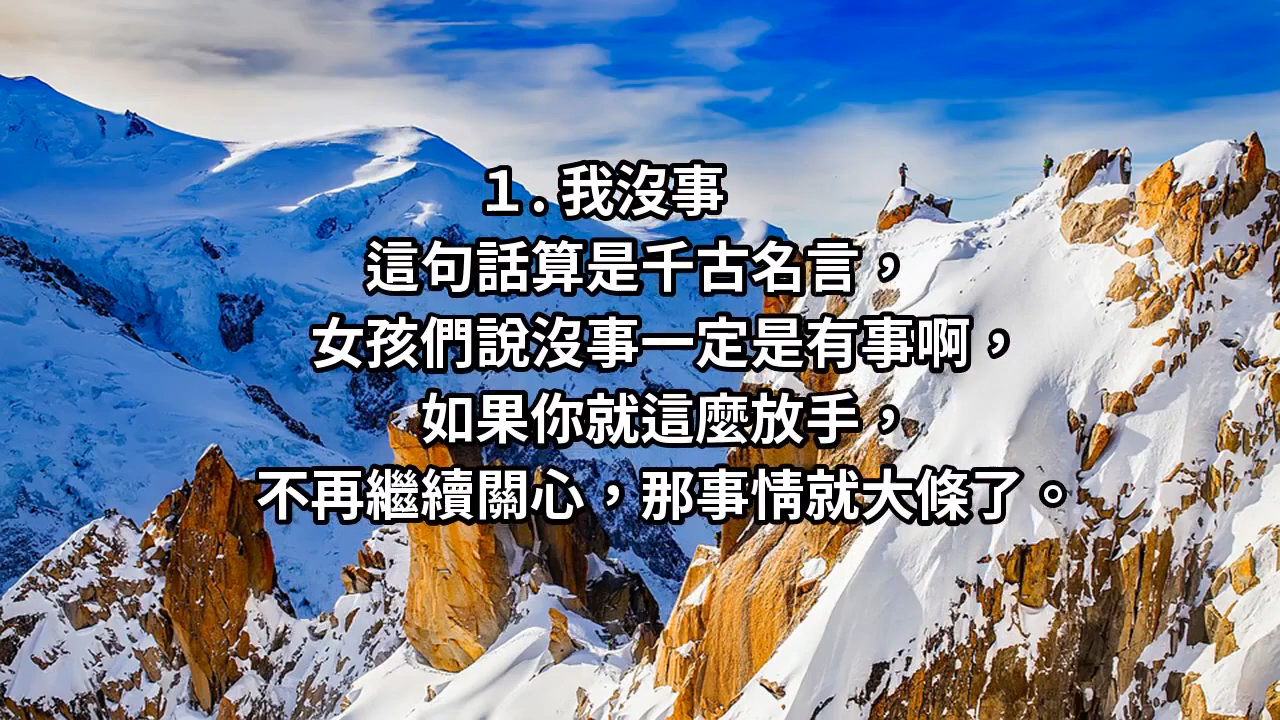 1.我沒事
這句話算是千古名言，
女孩們說沒事一定是有事啊，
如果你就這麼放手，
不再繼續關心，那事情就大條了。